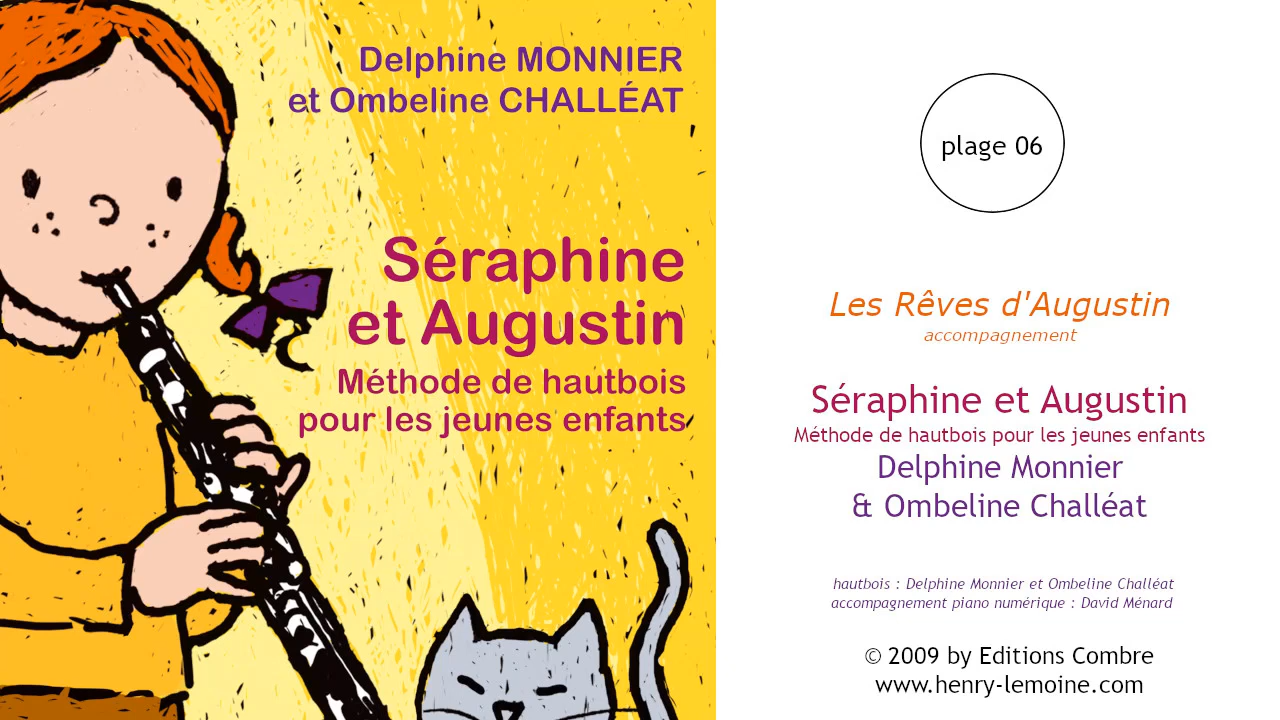 Delphine MONNIER
et Ombeline CHALLÉAT
Séraphine
et Augustin
Méthode de hautbois
pour les jeunes enfants
plage 06
Les Rêves d'Augustin
accompagnement
Séraphine et Augustin
Méthode de hautbois pour les jeunes enfants
Delphine Monnier
& Ombeline Challéat
hautbois : Delphine Monnier et Ombeline Challéat
accompagnement piano numérique : David Ménard
© 2009 by Editions Combre
www.henry-lemoine.com